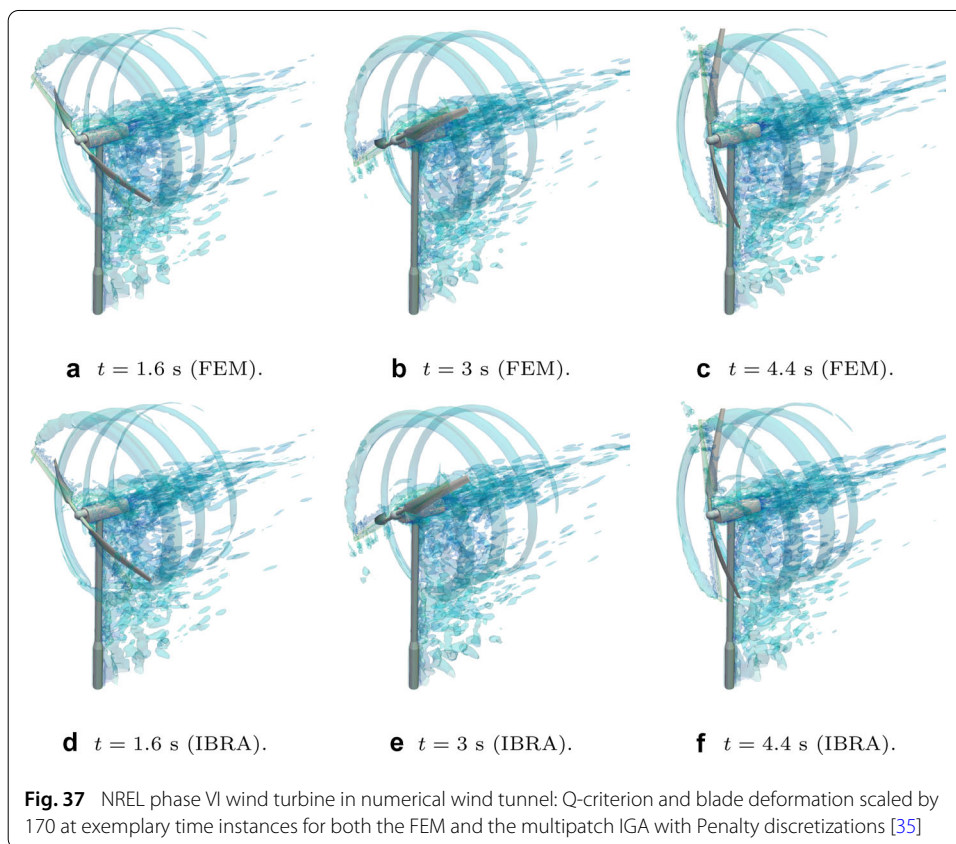 a t = 1.6 s (FEM).
b t = 3 s (FEM).
c t = 4.4 s (FEM).
d t = 1.6 s (IBRA).
e t = 3 s (IBRA).
f t = 4.4 s (IBRA).
Fig. 37 NREL phase VI wind turbine in numerical wind tunnel: Q-criterion and blade deformation scaled by
170 at exemplary time instances for both the FEM and the multipatch IGA with Penalty discretizations [35]